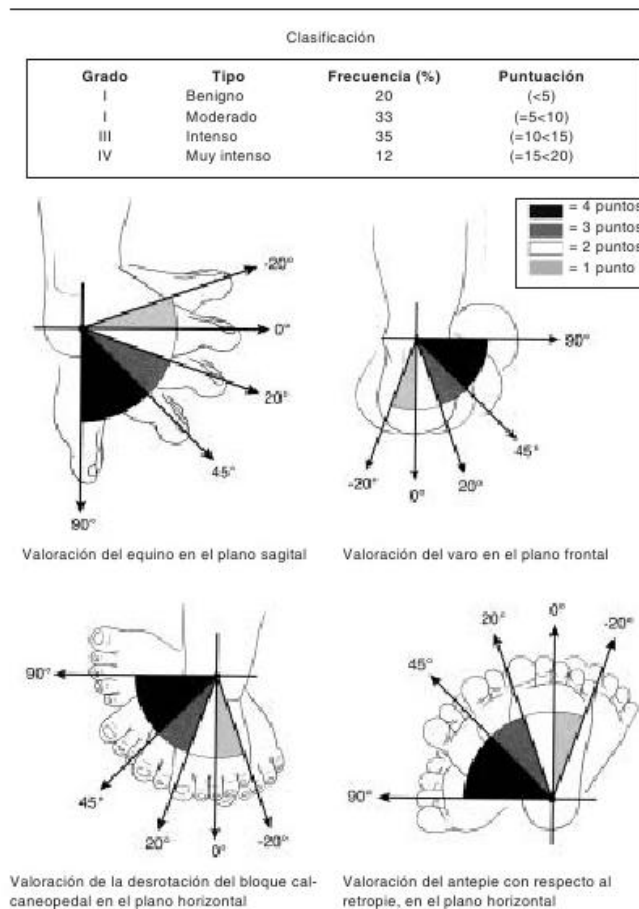 Clasificación
Grado Tipo Frecuencia (%) Puntuación
I Benigno 20 (<5)
I Moderado 33 (=5<10)
III Intenso 35 (=10<15)
IV Muy intenso 12 (=15<20)
= 4 puntos
= 3 puntos
= 2 puntos
= 1 punto
-20°
0°
20°
45°
90°
90°
45°
20°
0°
-20°
Valoración del equino en el plano sagital
Valoración del varo en el plano frontal
90°
45°
20°
0°
-20°
0°
20°
-20°
45°
90°
Valoración de la desrotación del bloque cal-
caneopedal en el plano horizontal
Valoración del antepie con respecto al
retropie, en el plano horizontal